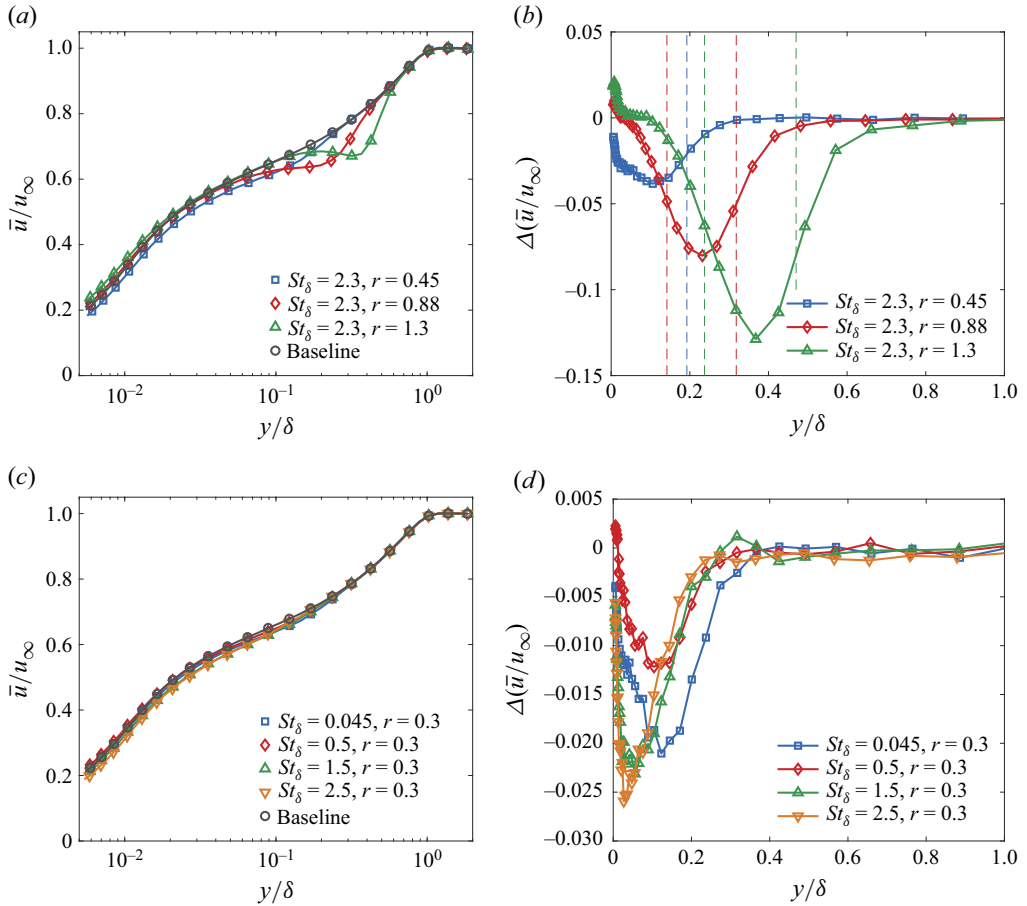 (a)
1.0
0.8
0.6
0.4
0.2
0
ū/u∞
10⁻²
10⁻¹
10⁰
y/δ
Stδ = 2.3, r = 0.45
Stδ = 2.3, r = 0.88
Stδ = 2.3, r = 1.3
Baseline
(b)
0.05
0
−0.05
−0.1
−0.15
Δ(ū/u∞)
0
0.2
0.4
0.6
0.8
1.0
y/δ
Stδ = 2.3, r = 0.45
Stδ = 2.3, r = 0.88
Stδ = 2.3, r = 1.3
(c)
1.0
0.8
0.6
0.4
0.2
0
ū/u∞
10⁻²
10⁻¹
10⁰
y/δ
Stδ = 0.045, r = 0.3
Stδ = 0.5, r = 0.3
Stδ = 1.5, r = 0.3
Stδ = 2.5, r = 0.3
Baseline
(d)
0.005
0
−0.005
−0.010
−0.015
−0.020
−0.025
−0.030
Δ(ū/u∞)
0
0.2
0.4
0.6
0.8
1.0
y/δ
Stδ = 0.045, r = 0.3
Stδ = 0.5, r = 0.3
Stδ = 1.5, r = 0.3
Stδ = 2.5, r = 0.3